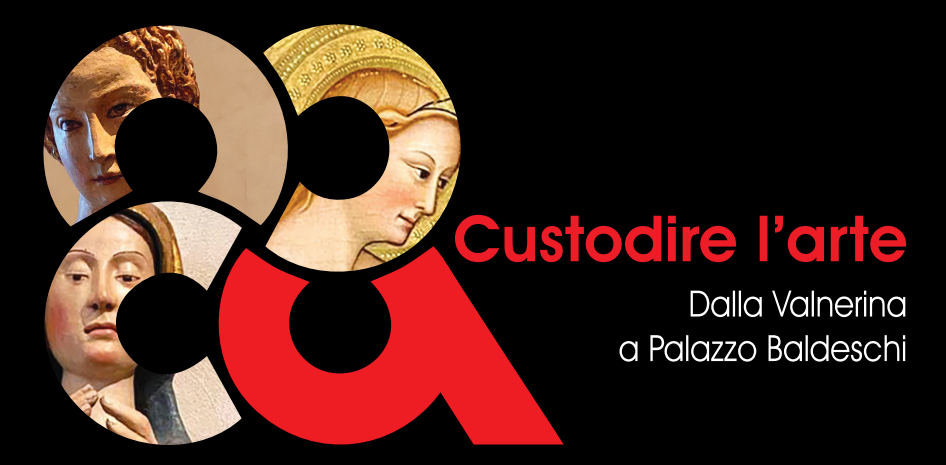 Custodire l’arte
Dalla Valnerina
a Palazzo Baldeschi